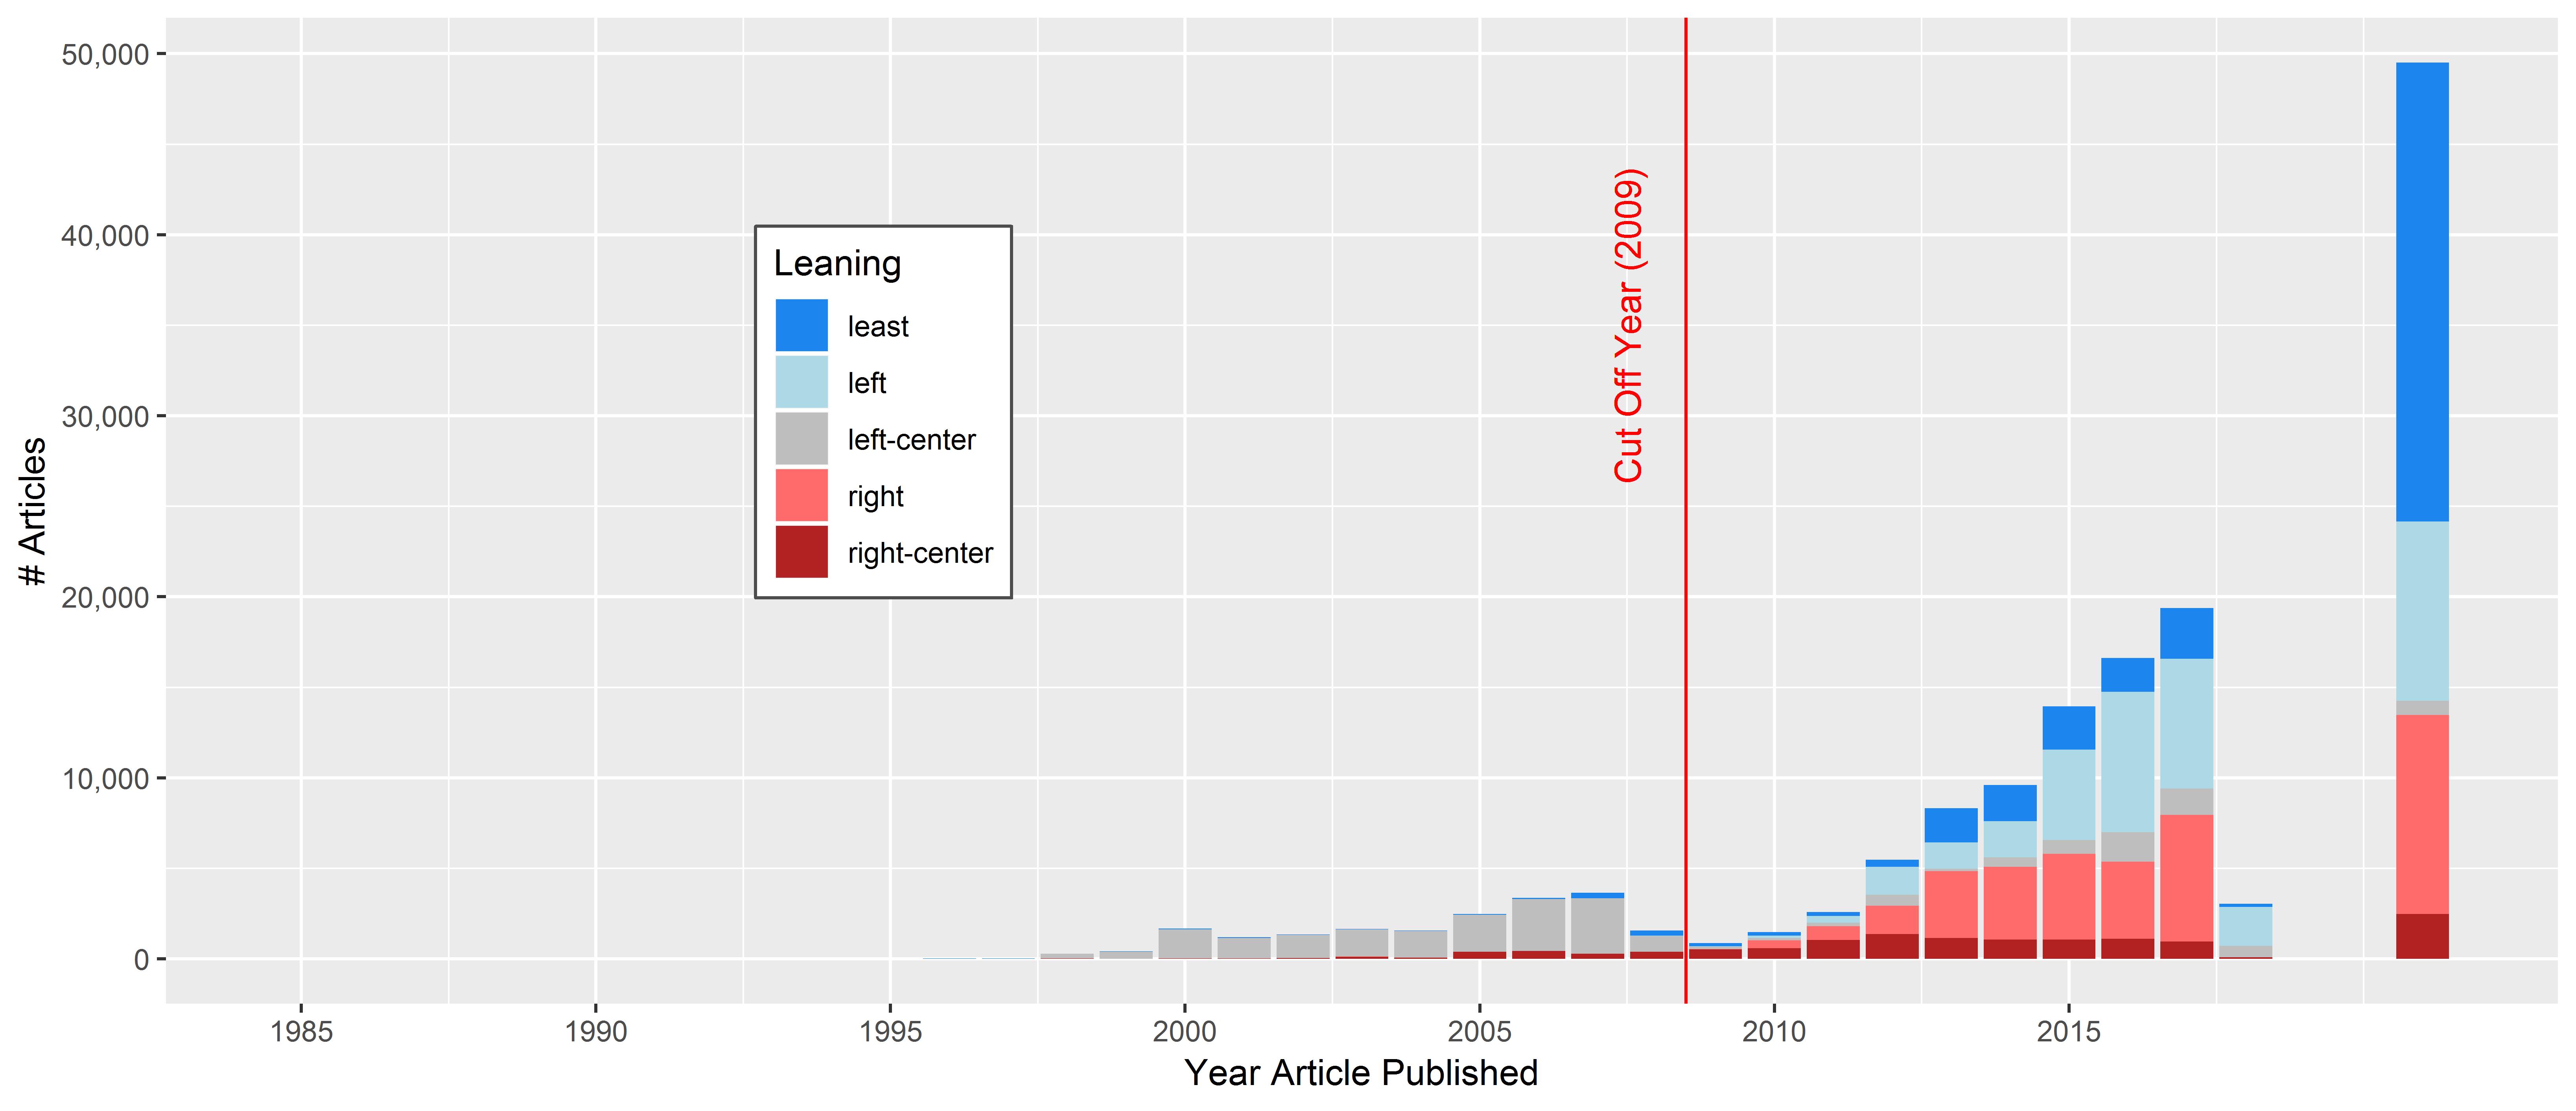 50,000
40,000
30,000
20,000
10,000
0
# Articles
Leaning
least
left
left-center
right
right-center
Cut Off Year (2009)
1985 1990 1995 2000 2005 2010 2015
Year Article Published